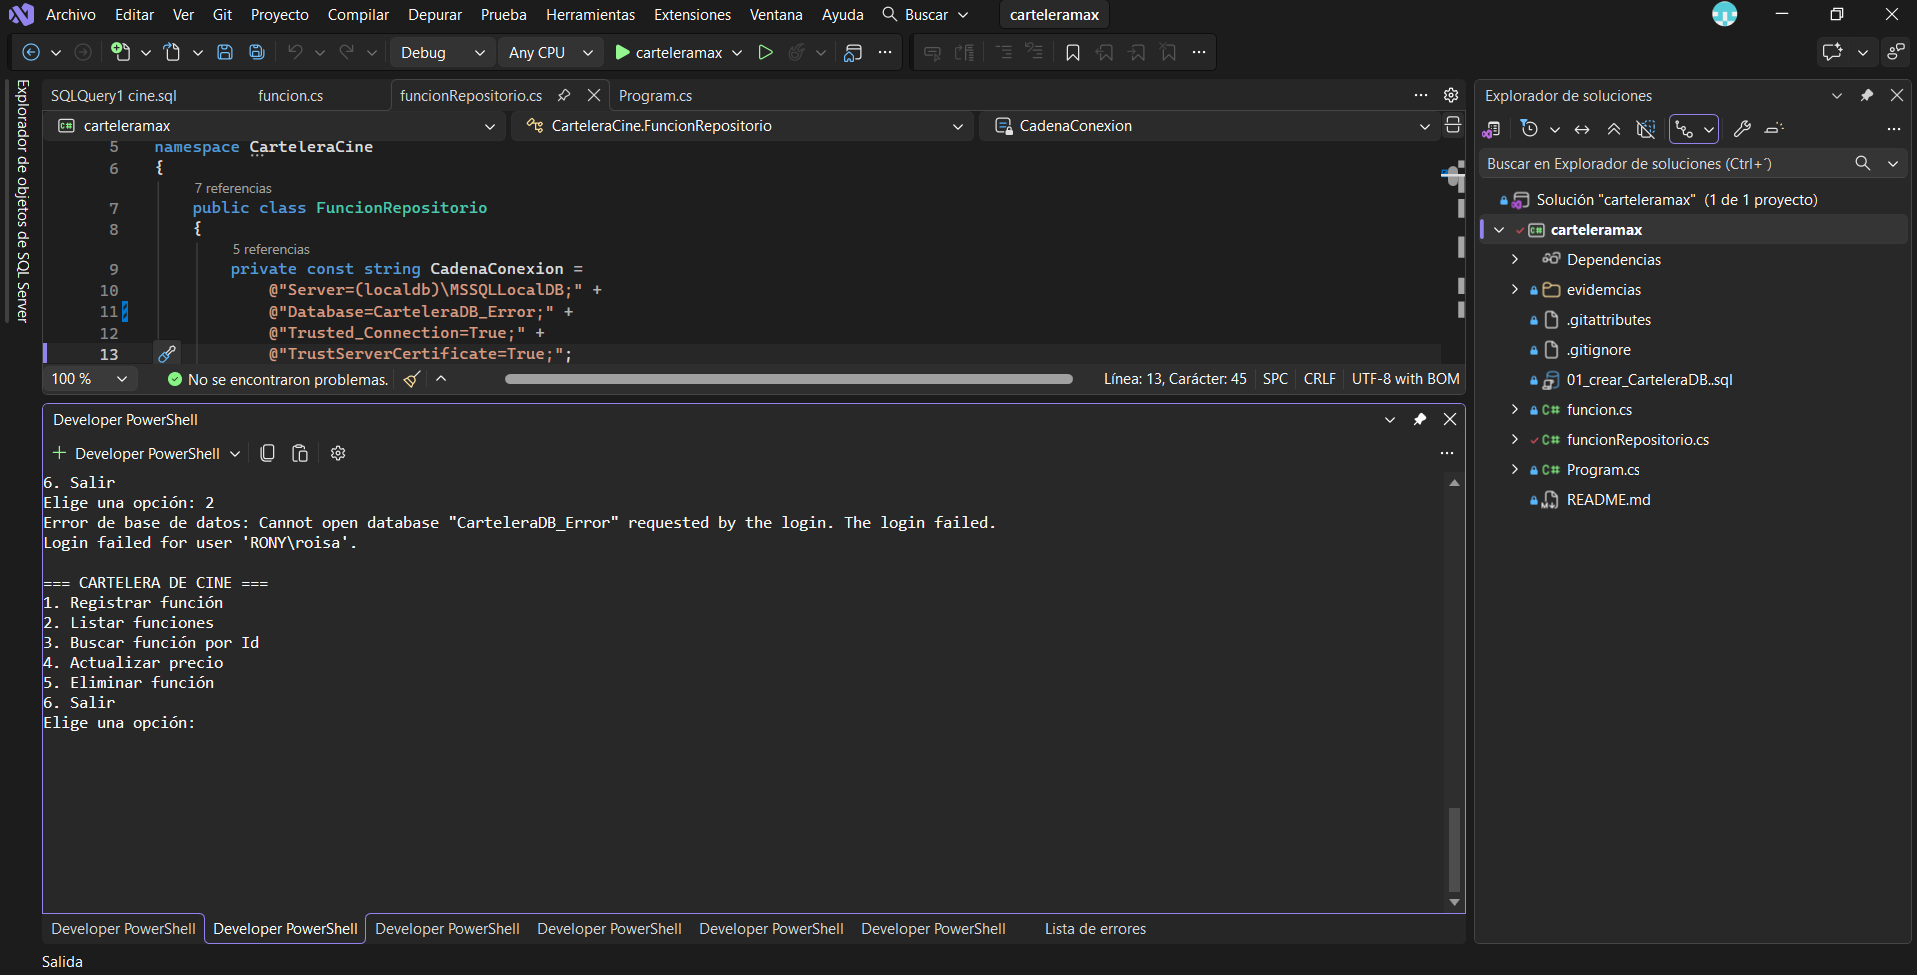 Archivo Editar Ver Git Proyecto Compilar Depurar Prueba Herramientas Extensiones Ventana Ayuda Buscar carteleramax
Debug Any CPU carteleramax
Explorador de objetos de SQL Server
SQLQuery1 cine.sql funcion.cs funcionRepositorio.cs Program.cs
carteleramax CarteleraCine.FuncionRepositorio CadenaConexion
5 namespace CarteleraCine
6 {
7 referencias
7 public class FuncionRepositorio
8 {
5 referencias
9 private const string CadenaConexion =
10 @"Server=(localdb)\MSSQLLocalDB;" +
11 @"Database=CarteleraDB_Error;" +
12 @"Trusted_Connection=True;" +
13 @"TrustServerCertificate=True;";
100 % No se encontraron problemas. Línea: 13, Carácter: 45 SPC CRLF UTF-8 with BOM
Developer PowerShell
Developer PowerShell
6. Salir
Elige una opción: 2
Error de base de datos: Cannot open database "CarteleraDB_Error" requested by the login. The login failed.
Login failed for user 'RONY\roisa'.
=== CARTELERA DE CINE ===
1. Registrar función
2. Listar funciones
3. Buscar función por Id
4. Actualizar precio
5. Eliminar función
6. Salir
Elige una opción:
Developer PowerShell Developer PowerShell Developer PowerShell Developer PowerShell Developer PowerShell Developer PowerShell Lista de errores
Salida
Explorador de soluciones
Buscar en Explorador de soluciones (Ctrl+´)
Solución "carteleramax" (1 de 1 proyecto)
carteleramax
Dependencias
evidemcias
.gitattributes
.gitignore
01_crear_CarteleraDB..sql
C# funcion.cs
C# funcionRepositorio.cs
C# Program.cs
README.md